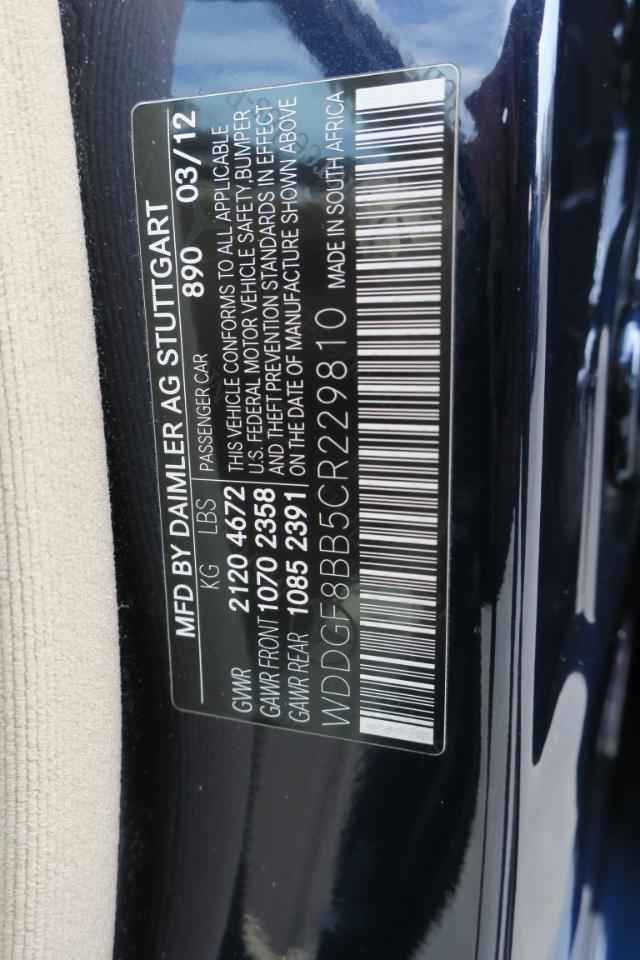 MFD BY DAIMLER AG STUTTGART
890 03/12
KG LBS PASSENGER CAR
GVWR 2120 4672 THIS VEHICLE CONFORMS TO ALL APPLICABLE
U.S. FEDERAL MOTOR VEHICLE SAFETY,BUMPER
GAWR FRONT 1070 2358 AND THEFT PREVENTION STANDARDS IN EFFECT
GAWR REAR 1085 2391 ON THE DATE OF MANUFACTURE SHOWN ABOVE
WDDGF8BB5CR229810 MADE IN SOUTH AFRICA